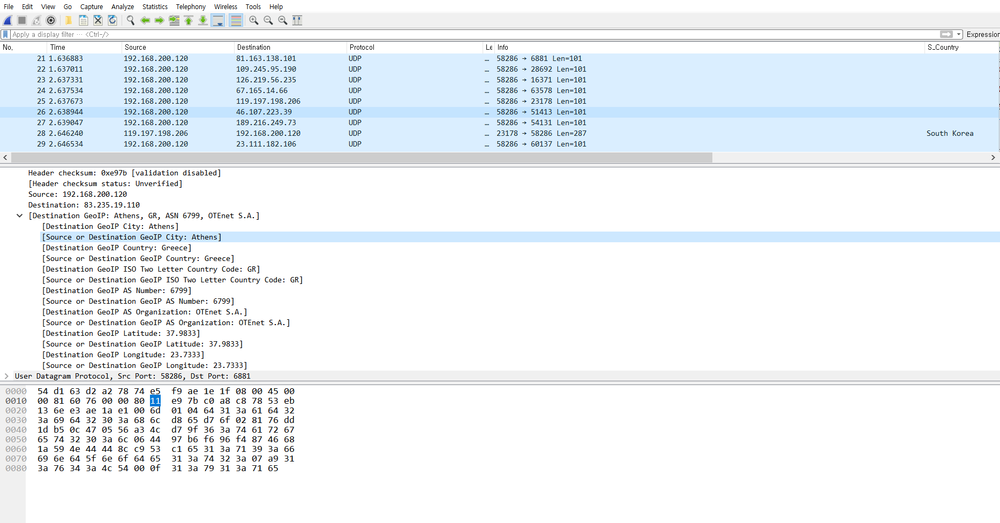 File Edit View Go Capture Analyze Statistics Telephony Wireless Tools Help
Apply a display filter ... <Ctrl-/> Expression
No. Time Source Destination Protocol Le Info S_Country
21 1.636883 192.168.200.120 81.163.138.101 UDP … 58286 → 6881 Len=101
22 1.637011 192.168.200.120 109.245.95.190 UDP … 58286 → 28692 Len=101
23 2.637331 192.168.200.120 126.219.56.235 UDP … 58286 → 16371 Len=101
24 2.637534 192.168.200.120 67.165.14.66 UDP … 58286 → 63578 Len=101
25 2.637673 192.168.200.120 119.197.198.206 UDP … 58286 → 23178 Len=101
26 2.638944 192.168.200.120 46.107.223.39 UDP … 58286 → 51413 Len=101
27 2.639047 192.168.200.120 189.216.249.73 UDP … 58286 → 54131 Len=101
28 2.646240 119.197.198.206 192.168.200.120 UDP … 23178 → 58286 Len=287 South Korea
29 2.646534 192.168.200.120 23.111.182.106 UDP … 58286 → 60137 Len=101
Header checksum: 0xe97b [validation disabled]
[Header checksum status: Unverified]
Source: 192.168.200.120
Destination: 83.235.19.110
[Destination GeoIP: Athens, GR, ASN 6799, OTEnet S.A.]
[Destination GeoIP City: Athens]
[Source or Destination GeoIP City: Athens]
[Destination GeoIP Country: Greece]
[Source or Destination GeoIP Country: Greece]
[Destination GeoIP ISO Two Letter Country Code: GR]
[Source or Destination GeoIP ISO Two Letter Country Code: GR]
[Destination GeoIP AS Number: 6799]
[Source or Destination GeoIP AS Number: 6799]
[Destination GeoIP AS Organization: OTEnet S.A.]
[Source or Destination GeoIP AS Organization: OTEnet S.A.]
[Destination GeoIP Latitude: 37.9833]
[Source or Destination GeoIP Latitude: 37.9833]
[Destination GeoIP Longitude: 23.7333]
[Source or Destination GeoIP Longitude: 23.7333]
User Datagram Protocol, Src Port: 58286, Dst Port: 6881
0000 54 d1 63 d2 a2 78 74 e5 f9 ae 1e 1f 08 00 45 00
0010 00 81 60 76 00 00 80 11 e9 7b c0 a8 c8 78 53 eb
0020 13 6e e3 ae 1a e1 00 6d 01 04 64 31 3a 61 64 32
0030 3a 69 64 32 30 3a 68 6c d8 65 d7 6f 02 81 76 dd
0040 1d b5 0c 47 05 56 a3 4c d7 9f 36 3a 74 61 72 67
0050 65 74 32 30 3a 6c 06 44 97 b6 f6 96 f4 87 46 68
0060 1a 59 4e 44 44 8c c9 53 c1 65 31 3a 71 39 3a 66
0070 69 6e 64 5f 6e 6f 64 65 31 3a 74 32 3a 07 a9 31
0080 3a 76 34 3a 4c 54 00 0f 31 3a 79 31 3a 71 65